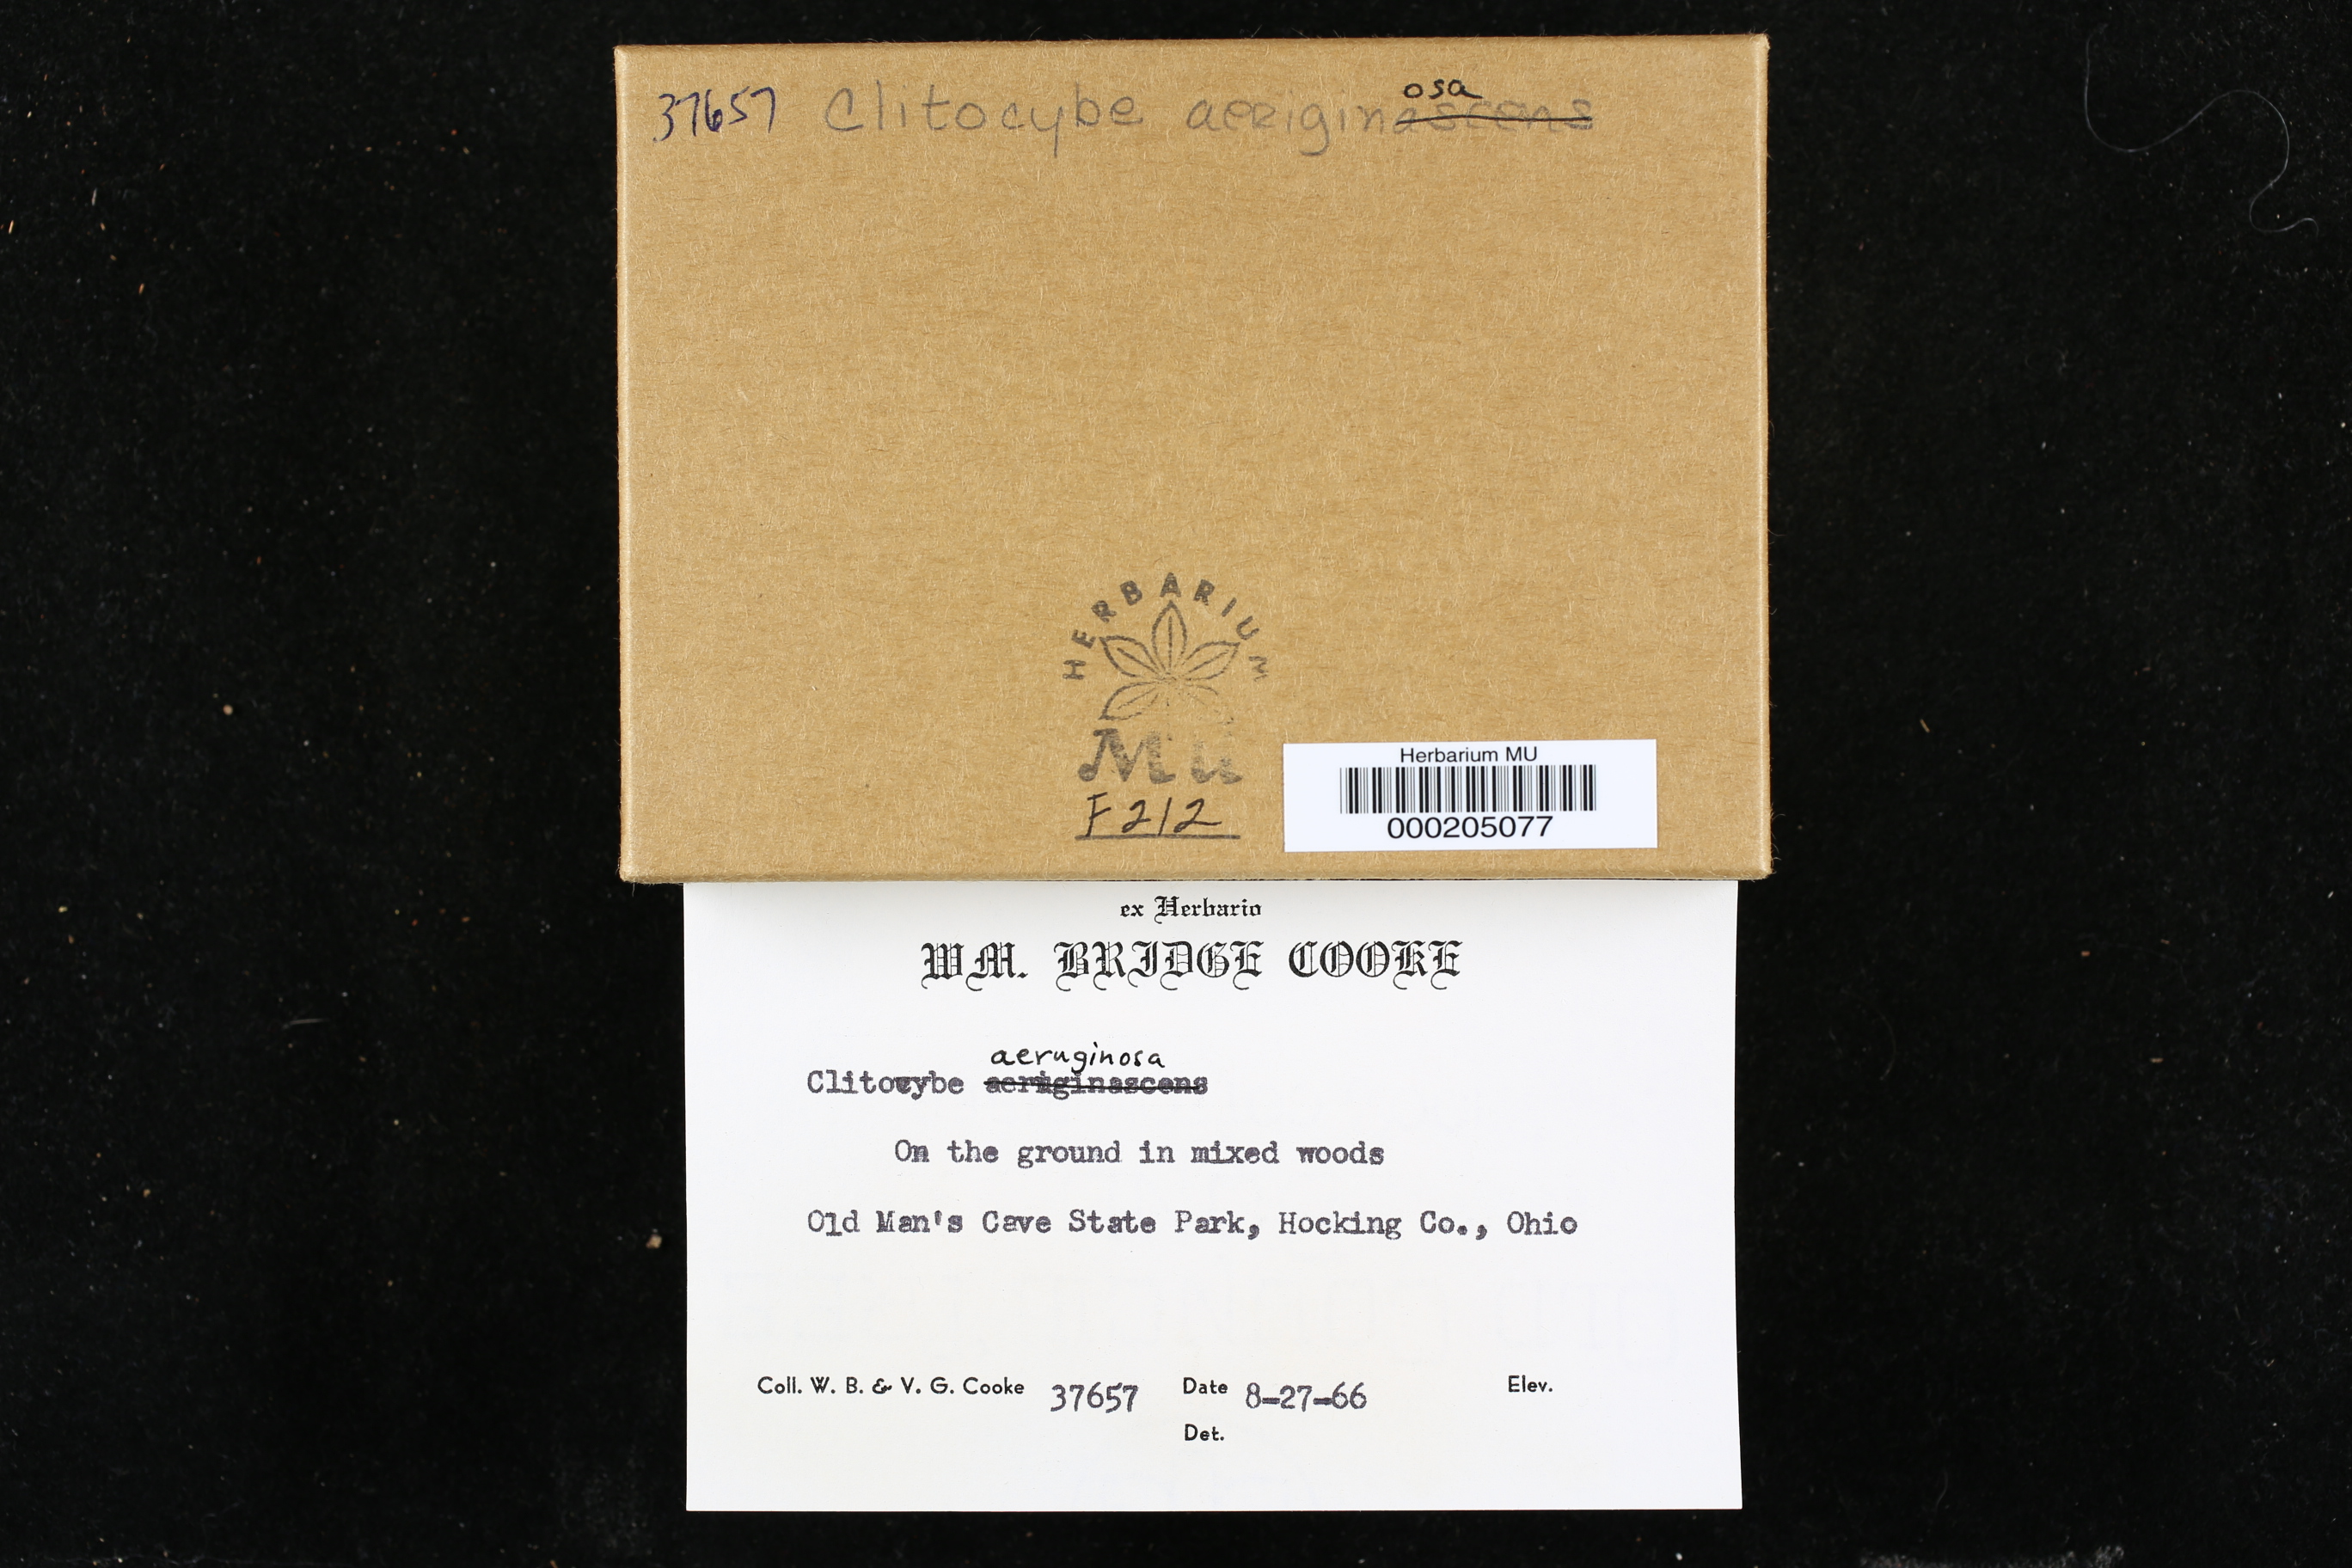 osa
37657 Clitocybe aeriginascens
HERBARIUM
Mu
F212
Herbarium MU
000205077
ex Herbario
WM. BRIDGE COOKE
aeruginosa
Clitocybe aeruginascens
On the ground in mixed woods
Old Man's Cave State Park, Hocking Co., Ohio
Coll. W. B. & V. G. Cooke 37657 Date 8-27-66 Elev.
Det.